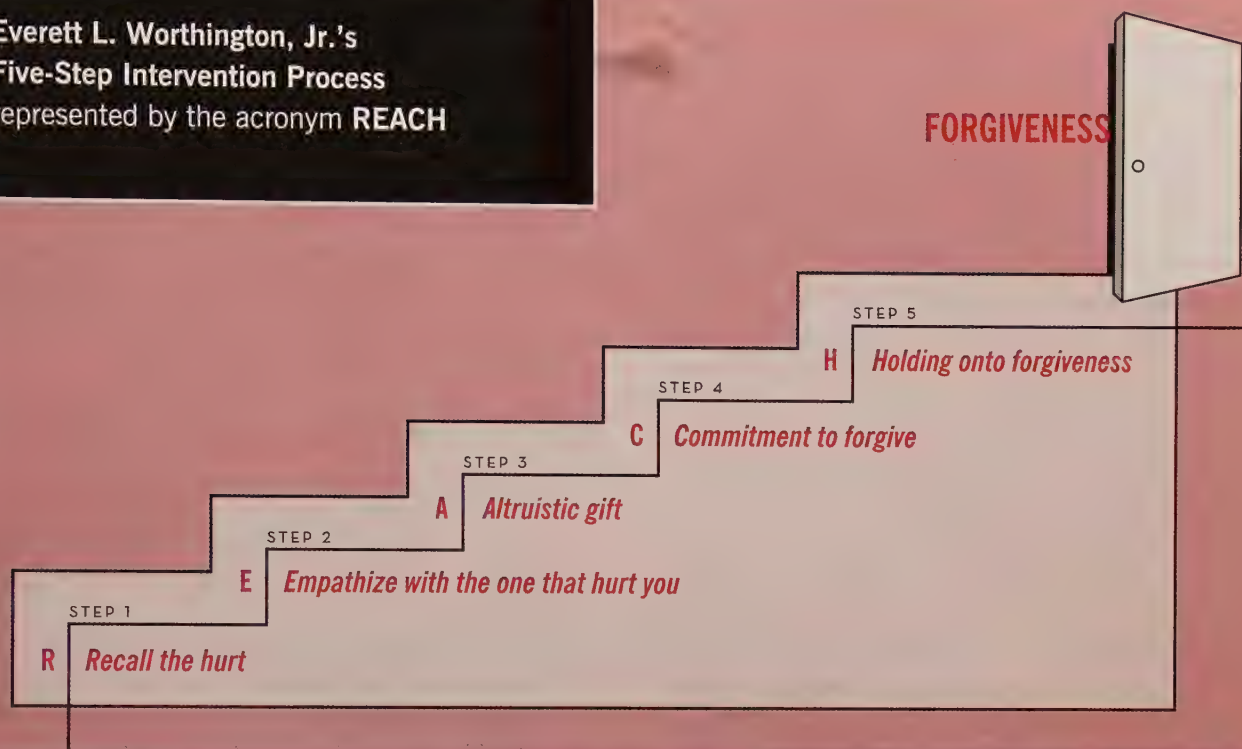 Everett L. Worthington, Jr.'s
Five-Step Intervention Process
represented by the acronym REACH
FORGIVENESS
STEP 5
H Holding onto forgiveness
STEP 4
C Commitment to forgive
STEP 3
A Altruistic gift
STEP 2
E Empathize with the one that hurt you
STEP 1
R Recall the hurt